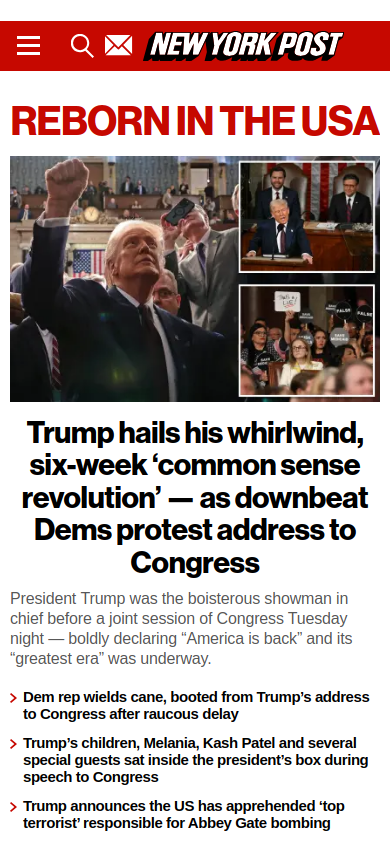 NEW YORK POST
REBORN IN THE USA
FALSE
SAVE
MEDICAID
Trump hails his whirlwind,
six-week ‘common sense
revolution’ — as downbeat
Dems protest address to
Congress
President Trump was the boisterous showman in
chief before a joint session of Congress Tuesday
night — boldly declaring “America is back” and its
“greatest era” was underway.
Dem rep wields cane, booted from Trump’s address
to Congress after raucous delay
Trump’s children, Melania, Kash Patel and several
special guests sat inside the president’s box during
speech to Congress
Trump announces the US has apprehended ‘top
terrorist’ responsible for Abbey Gate bombing